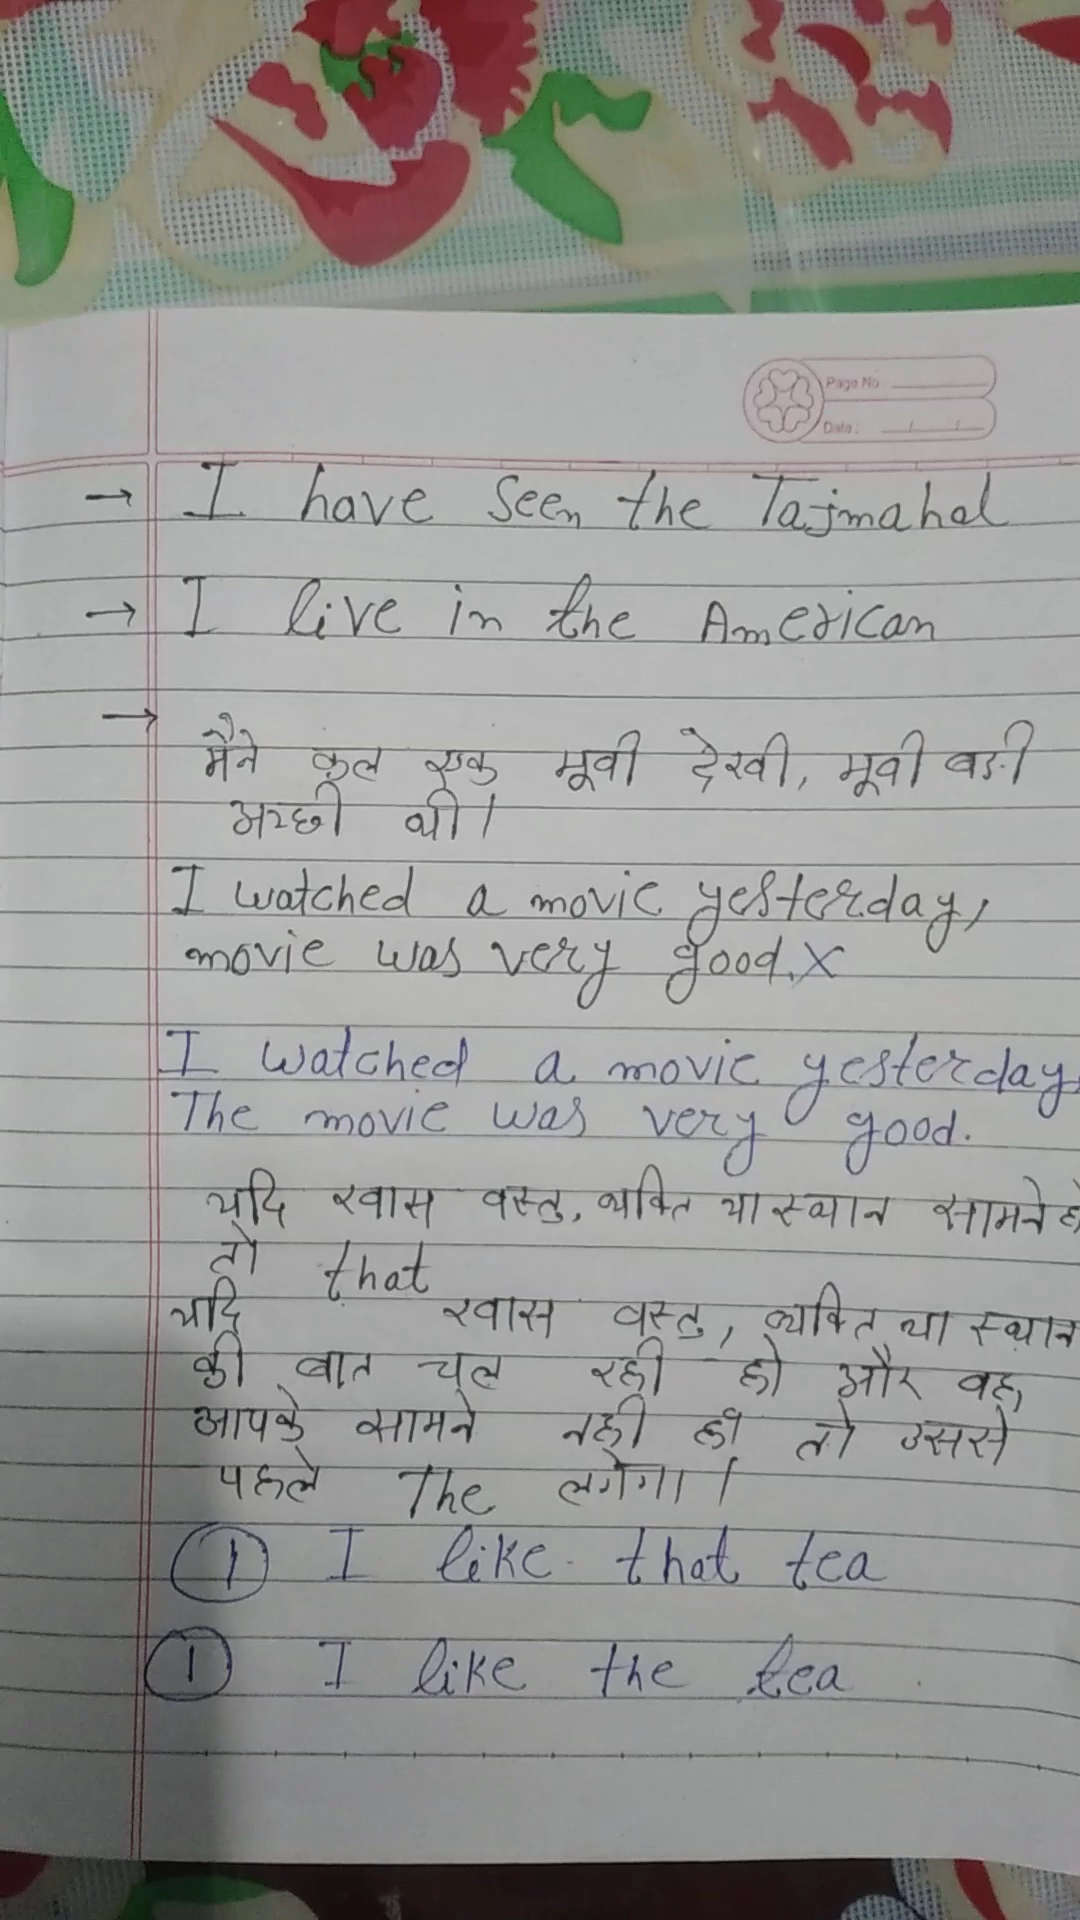 Page No
Date: / /
→ I have Seen the Tajmahal
→ I live in the American
→
मैने कल एक मूवी देखी, मूवी बडी
अच्छी थी।
I watched a movie yesterday,
movie was very good.X
I watched a movie yesterday,
The movie was very good.
यदि खास वस्तु, व्यक्ति या स्थान सामने हो
तो that
यदि खास वस्तु, व्यक्ति या स्थान
की बात चल रही हो और वह
आपके सामने नही हो तो उससे
पहले The लगेगा।
① I like that tea
① I like the tea